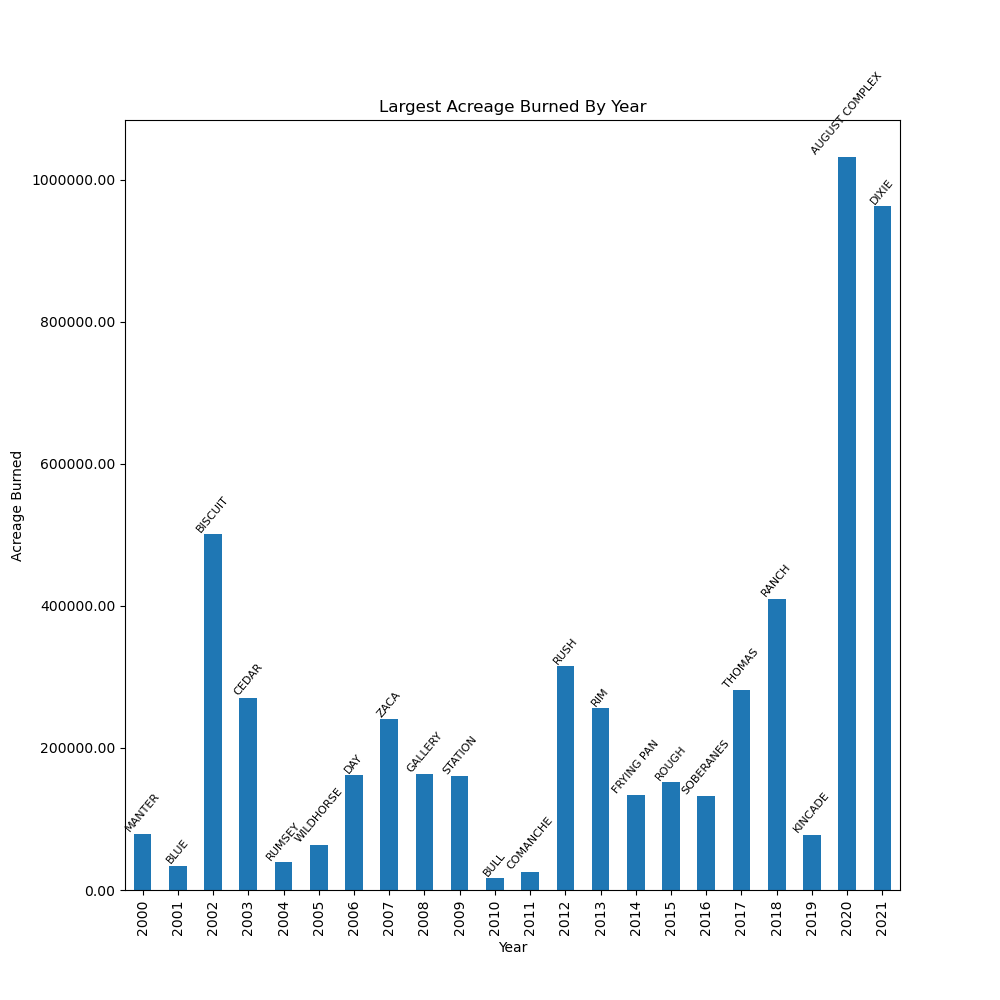 Largest Acreage Burned By Year
Acreage Burned
1000000.00
800000.00
600000.00
400000.00
200000.00
0.00
MANTER
BLUE
BISCUIT
CEDAR
RUMSEY
WILDHORSE
DAY
ZACA
GALLERY
STATION
BULL
COMANCHE
RUSH
RIM
FRYING PAN
ROUGH
SOBERANES
THOMAS
RANCH
KINCADE
AUGUST COMPLEX
DIXIE
2000
2001
2002
2003
2004
2005
2006
2007
2008
2009
2010
2011
2012
2013
2014
2015
2016
2017
2018
2019
2020
2021
Year